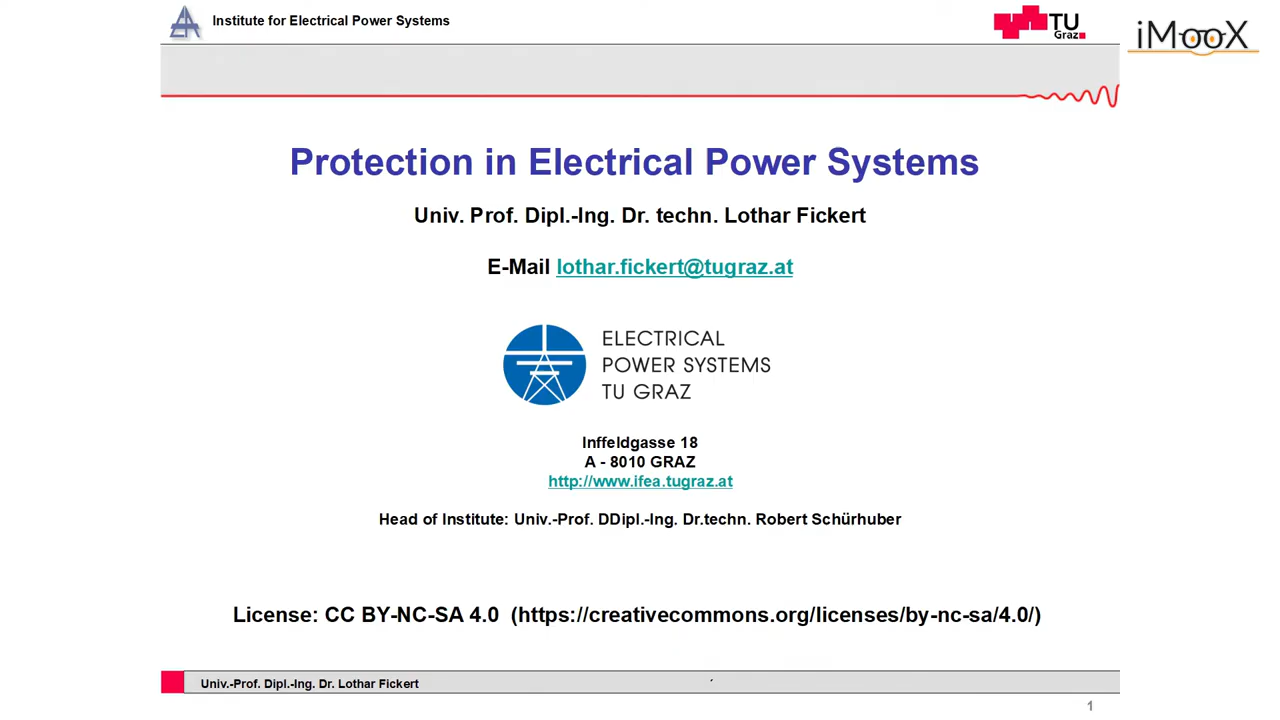 Institute for Electrical Power Systems
TU
Graz
iMooX
Protection in Electrical Power Systems
Univ. Prof. Dipl.-Ing. Dr. techn. Lothar Fickert
E-Mail lothar.fickert@tugraz.at
ELECTRICAL
POWER SYSTEMS
TU GRAZ
Inffeldgasse 18
A - 8010 GRAZ
http://www.ifea.tugraz.at
Head of Institute: Univ.-Prof. DDipl.-Ing. Dr.techn. Robert Schürhuber
License: CC BY-NC-SA 4.0 (https://creativecommons.org/licenses/by-nc-sa/4.0/)
Univ.-Prof. Dipl.-Ing. Dr. Lothar Fickert
1